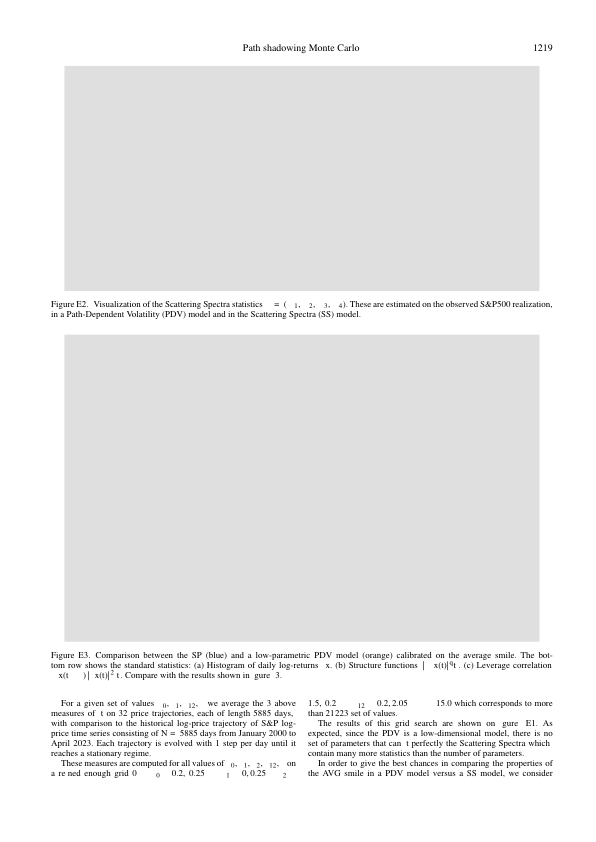 Path shadowing Monte Carlo 1219
Figure E2. Visualization of the Scattering Spectra statistics = ( 1, 2, 3, 4). These are estimated on the observed S&P500 realization,
in a Path-Dependent Volatility (PDV) model and in the Scattering Spectra (SS) model.
Figure E3. Comparison between the SP (blue) and a low-parametric PDV model (orange) calibrated on the average smile. The bot-
tom row shows the standard statistics: (a) Histogram of daily log-returns x. (b) Structure functions | x(t)|q t . (c) Leverage correlation
x(t ) | x(t)|2 t . Compare with the results shown in gure 3.
For a given set of values 0, 1, 12, we average the 3 above
measures of t on 32 price trajectories, each of length 5885 days,
with comparison to the historical log-price trajectory of S&P log-
price time series consisting of N = 5885 days from January 2000 to
April 2023. Each trajectory is evolved with 1 step per day until it
reaches a stationary regime.
These measures are computed for all values of 0, 1, 2, 12, on
a re ned enough grid 0 0 0.2, 0.25 1 0, 0.25 2
1.5, 0.2 12 0.2, 2.05 15.0 which corresponds to more
than 21223 set of values.
The results of this grid search are shown on gure E1. As
expected, since the PDV is a low-dimensional model, there is no
set of parameters that can t perfectly the Scattering Spectra which
contain many more statistics than the number of parameters.
In order to give the best chances in comparing the properties of
the AVG smile in a PDV model versus a SS model, we consider